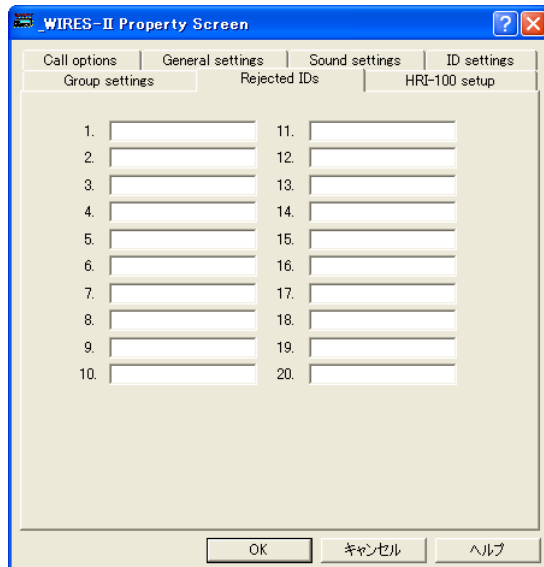 _WIRES-II Property Screen
Call options General settings Sound settings ID settings
Group settings Rejected IDs HRI-100 setup
1. 11.
2. 12.
3. 13.
4. 14.
5. 15.
6. 16.
7. 17.
8. 18.
9. 19.
10. 20.
OK キャンセル ヘルプ